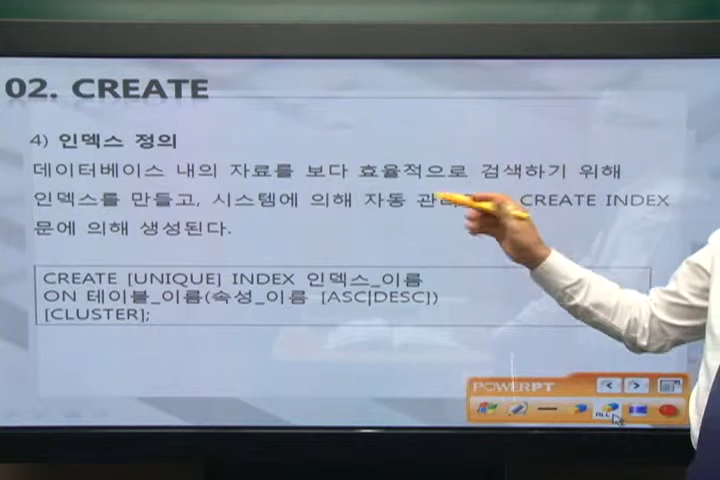 02. CREATE
4) 인덱스 정의
데이터베이스 내의 자료를 보다 효율적으로 검색하기 위해
인덱스를 만들고, 시스템에 의해 자동 CREATE INDEX
문에 의해 생성된다.
CREATE [UNIQUE] INDEX 인덱스_이름
ON 테이블_이름(속성_이름 [ASC|DESC])
[CLUSTER];
POWERPT
ALL